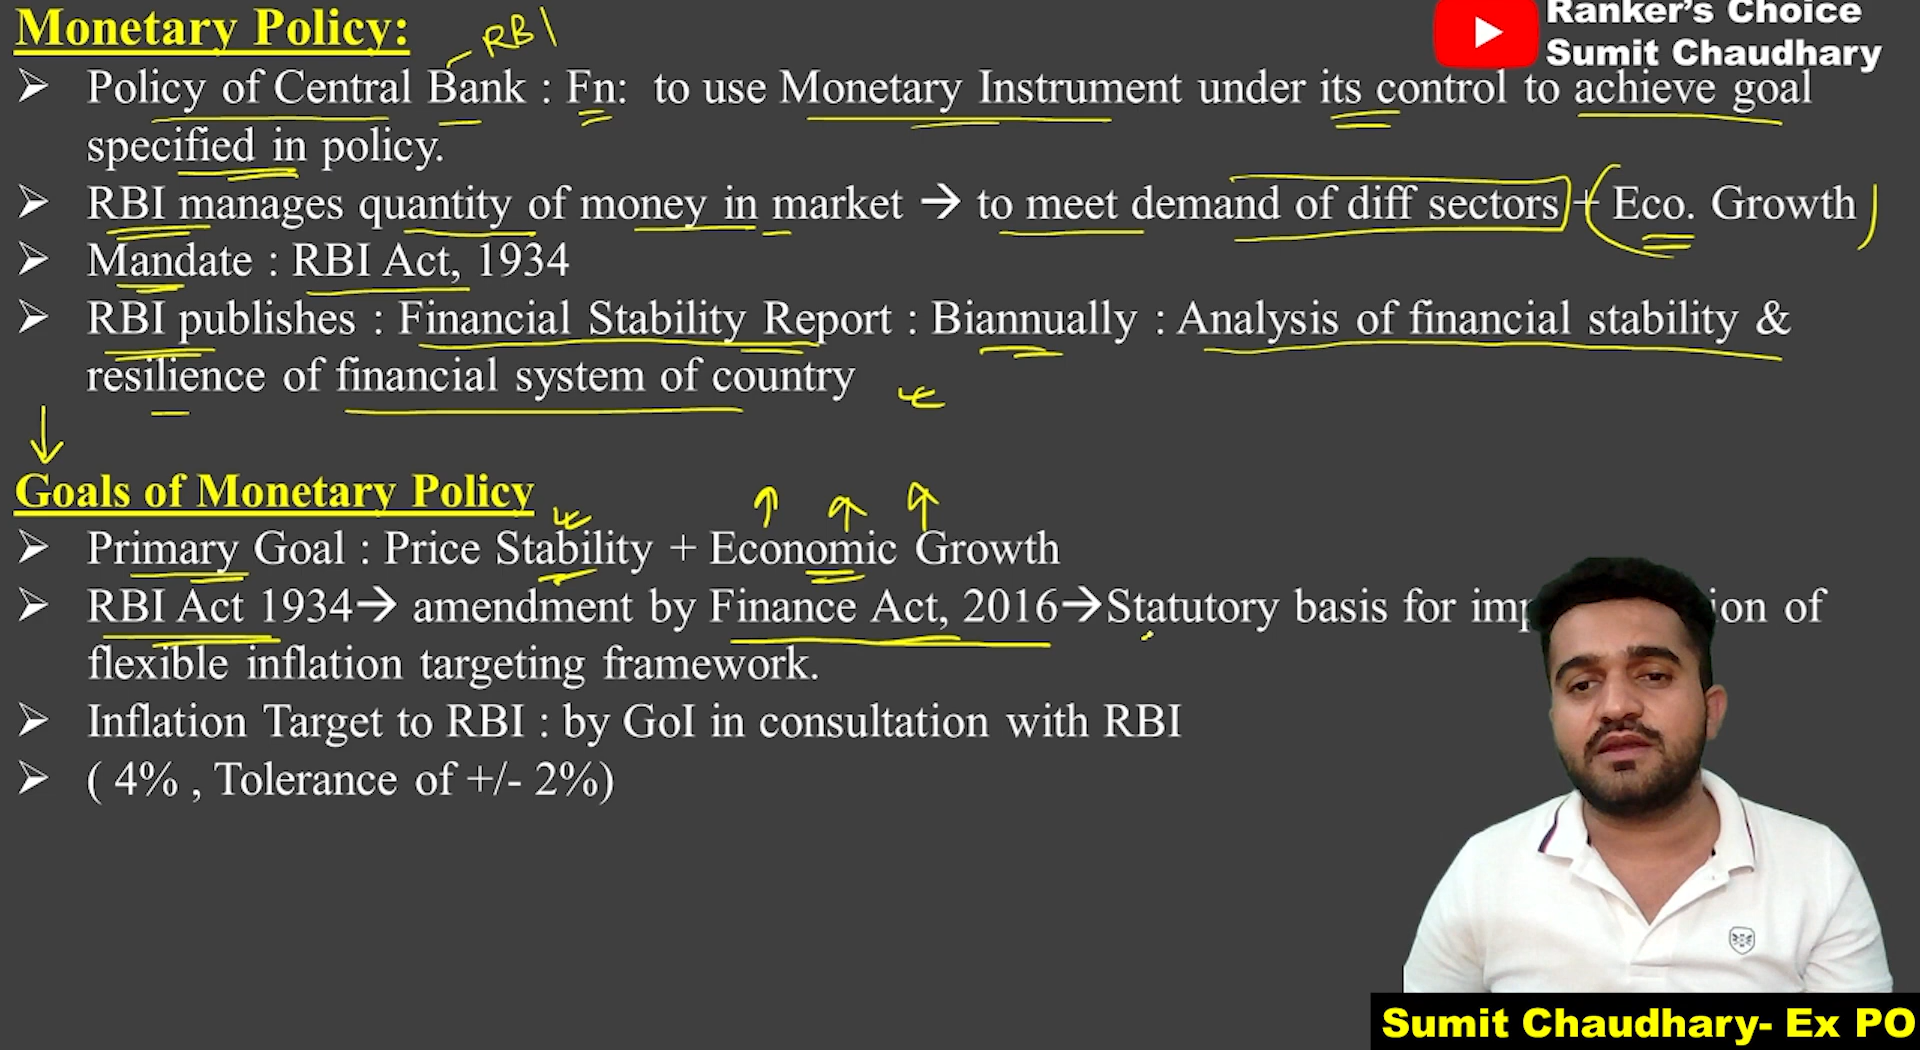 Monetary Policy:
RBI
Ranker's Choice
Sumit Chaudhary
➢ Policy of Central Bank : Fn: to use Monetary Instrument under its control to achieve goal
specified in policy.
➢ RBI manages quantity of money in market → to meet demand of diff sectors + Eco. Growth
➢ Mandate : RBI Act, 1934
➢ RBI publishes : Financial Stability Report : Biannually : Analysis of financial stability &
resilience of financial system of country
Goals of Monetary Policy
➢ Primary Goal : Price Stability + Economic Growth
➢ RBI Act 1934→ amendment by Finance Act, 2016→Statutory basis for of
flexible inflation targeting framework.
➢ Inflation Target to RBI : by GoI in consultation with RBI
➢ ( 4% , Tolerance of +/- 2%)
Sumit Chaudhary- Ex PO